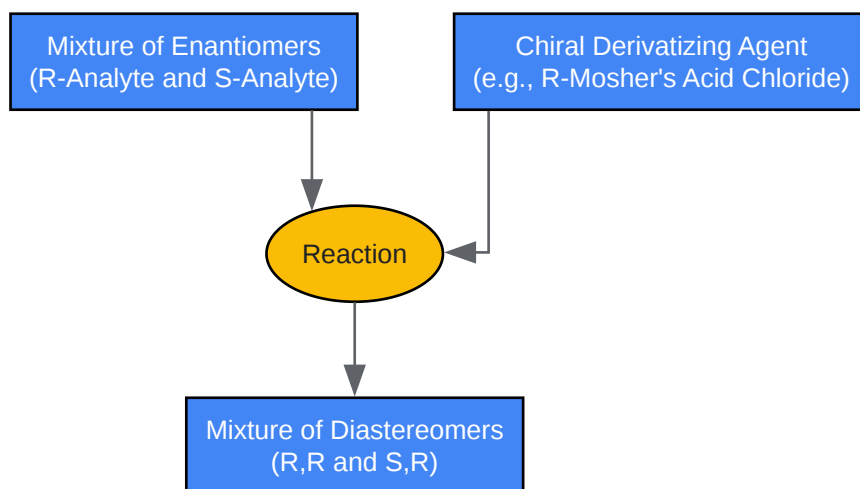 Mixture of Enantiomers
(R-Analyte and S-Analyte)
Chiral Derivatizing Agent
(e.g., R-Mosher's Acid Chloride)
Reaction
Mixture of Diastereomers
(R,R and S,R)